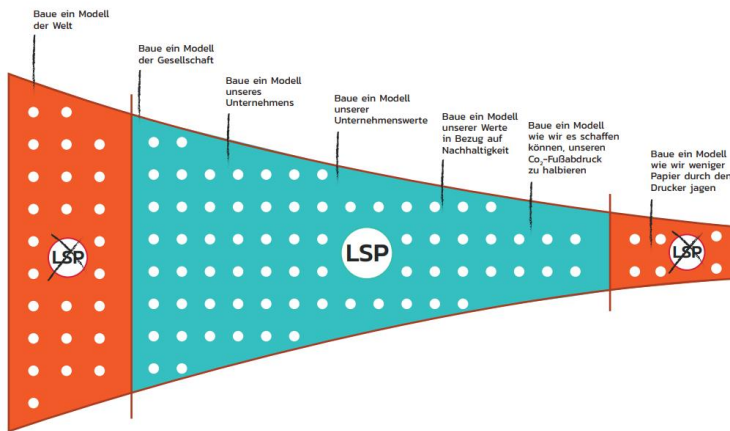 Baue ein Modell
der Welt
Baue ein Modell
der Gesellschaft
Baue ein Modell
unseres
Unternehmens
Baue ein Modell
unserer
Unternehmenswerte
Baue ein Modell
unserer Werte
in Bezug auf
Nachhaltigkeit
Baue ein Modell
wie wir es schaffen
können, unseren
Co₂-Fußabdruck
zu halbieren
Baue ein Modell
wie wir weniger
Papier durch den
Drucker jagen
LSP
LSP
LSP